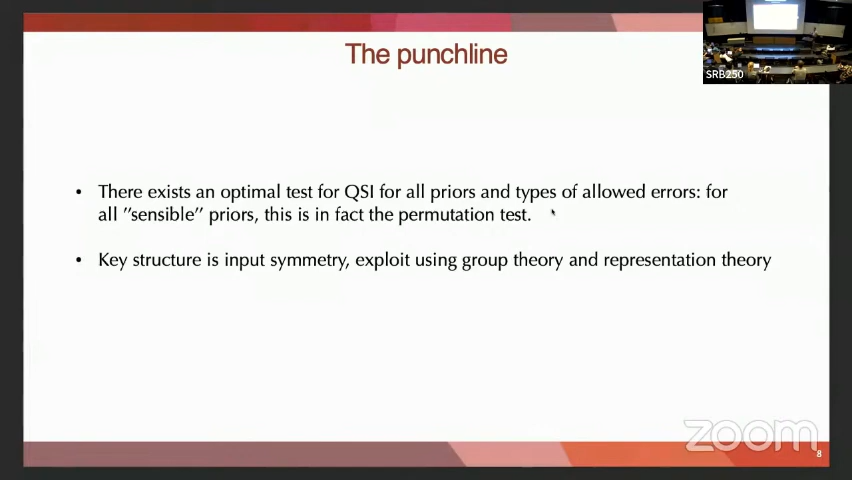 The punchline
SRB250
• There exists an optimal test for QSI for all priors and types of allowed errors: for
all ”sensible” priors, this is in fact the permutation test.
• Key structure is input symmetry, exploit using group theory and representation theory
zoom
8